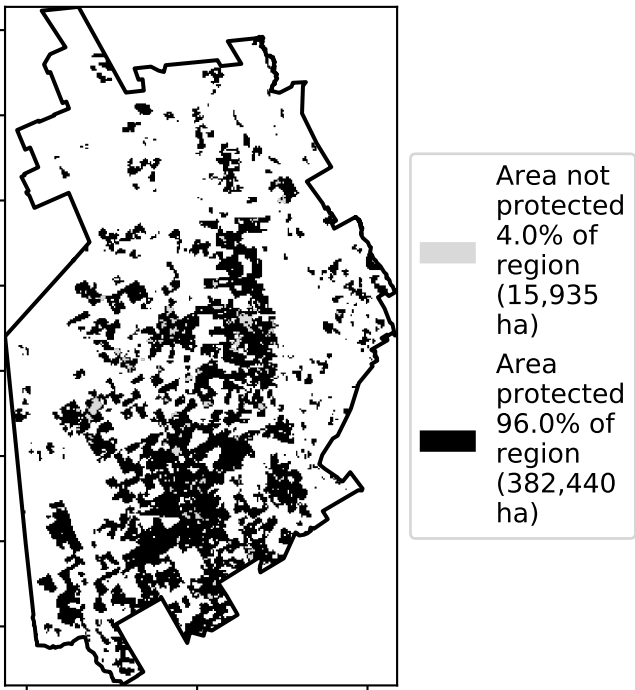 Area not
protected
4.0% of
region
(15,935
ha)
Area
protected
96.0% of
region
(382,440
ha)